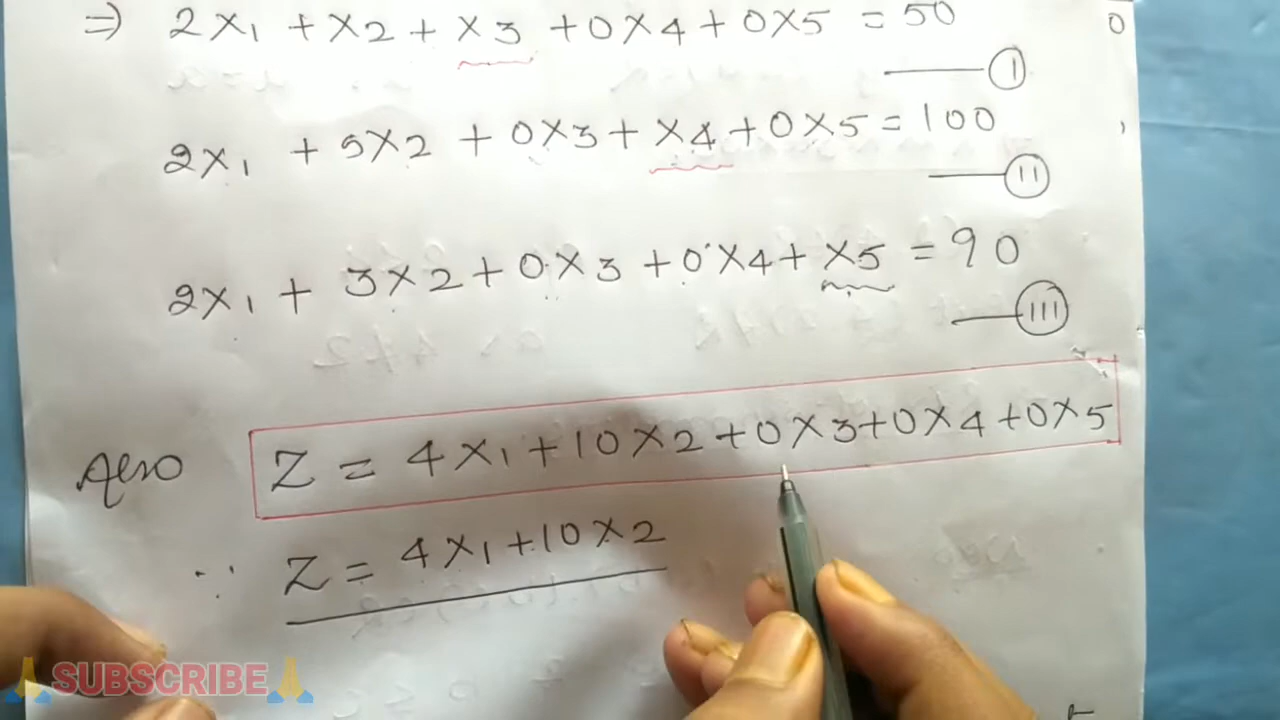 ⇒ 2x1 + x2 + x3 + 0x4 + 0x5 = 50
0
— I
2x1 + 5x2 + 0x3 + x4 + 0x5 = 100
— II
2x1 + 3x2 + 0x3 + 0x4 + x5 = 90
— III
Also Z = 4x1 + 10x2 + 0x3 + 0x4 + 0x5
∴ Z = 4x1 + 10x2
SUBSCRIBE